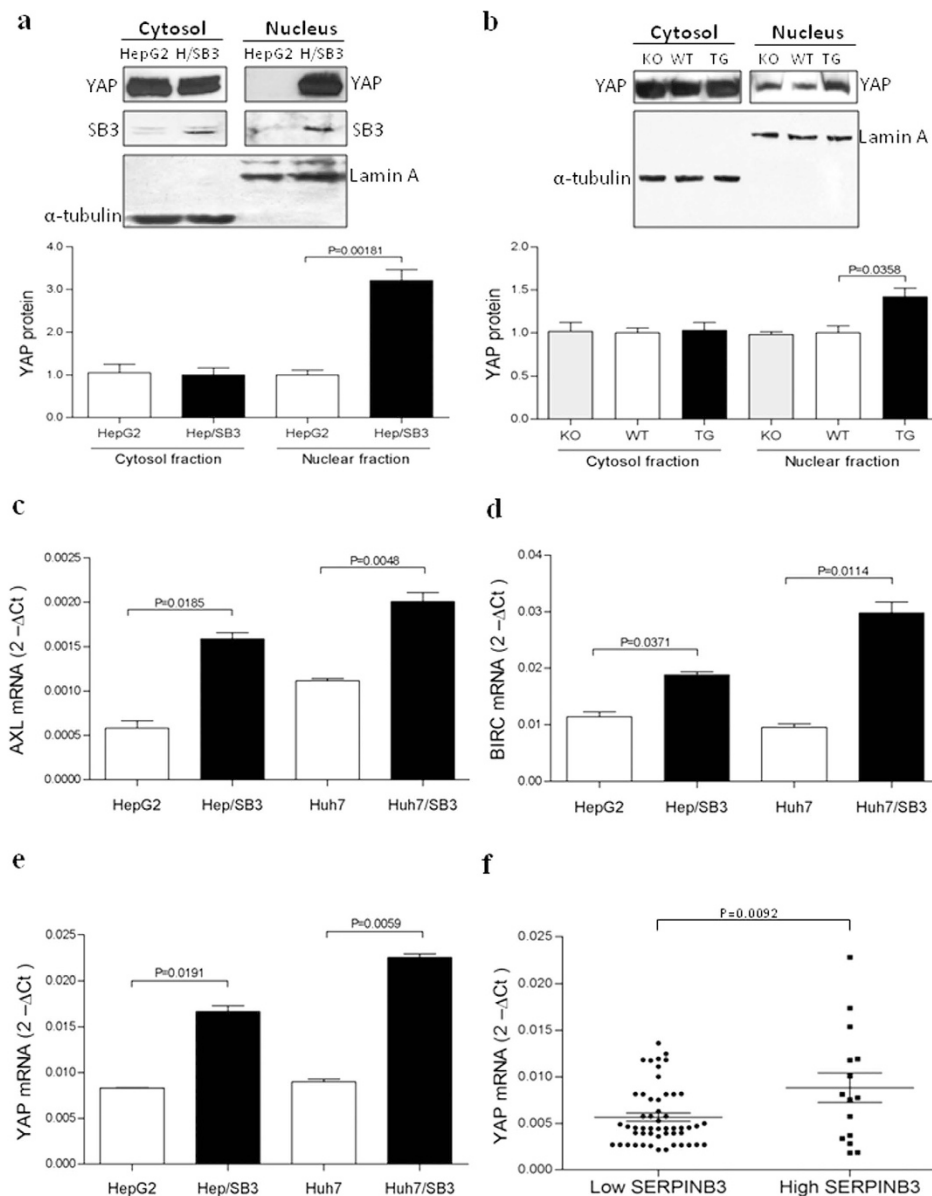 a
Cytosol Nucleus
HepG2 H/SB3 HepG2 H/SB3
YAP YAP
SB3 SB3
Lamin A
α-tubulin
P=0.00181
YAP protein
4.0
3.0
2.0
1.0
0.0
HepG2 Hep/SB3 HepG2 Hep/SB3
Cytosol fraction Nuclear fraction
b
Cytosol Nucleus
KO WT TG KO WT TG
YAP YAP
Lamin A
α-tubulin
P=0.0358
YAP protein
2.0
1.5
1.0
0.5
0.0
KO WT TG KO WT TG
Cytosol fraction Nuclear fraction
c
AXL mRNA (2 –ΔCt)
0.0025
0.0020
0.0015
0.0010
0.0005
0.0000
P=0.0185
P=0.0048
HepG2 Hep/SB3 Huh7 Huh7/SB3
d
BIRC mRNA (2 –ΔCt)
0.04
0.03
0.02
0.01
0.00
P=0.0371
P=0.0114
HepG2 Hep/SB3 Huh7 Huh7/SB3
e
YAP mRNA (2 –ΔCt )
0.025
0.020
0.015
0.010
0.005
0.000
P=0.0191
P=0.0059
HepG2 Hep/SB3 Huh7 Huh7/SB3
f
YAP mRNA (2 –ΔCt )
0.025
0.020
0.015
0.010
0.005
0.000
P=0.0092
Low SERPINB3 High SERPINB3